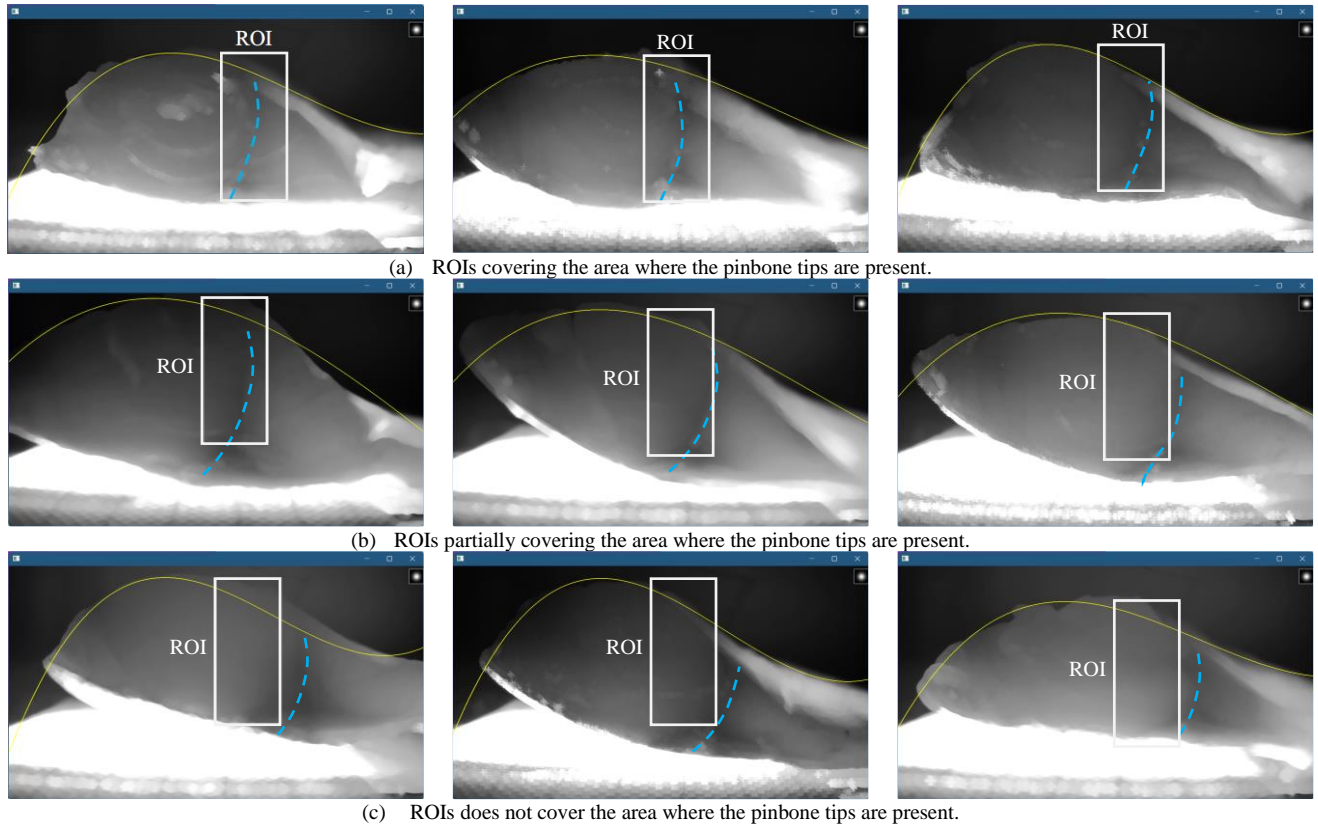 ROI
ROI
ROI
(a) ROIs covering the area where the pinbone tips are present.
ROI
ROI
ROI
(b) ROIs partially covering the area where the pinbone tips are present.
ROI
ROI
ROI
(c) ROIs does not cover the area where the pinbone tips are present.